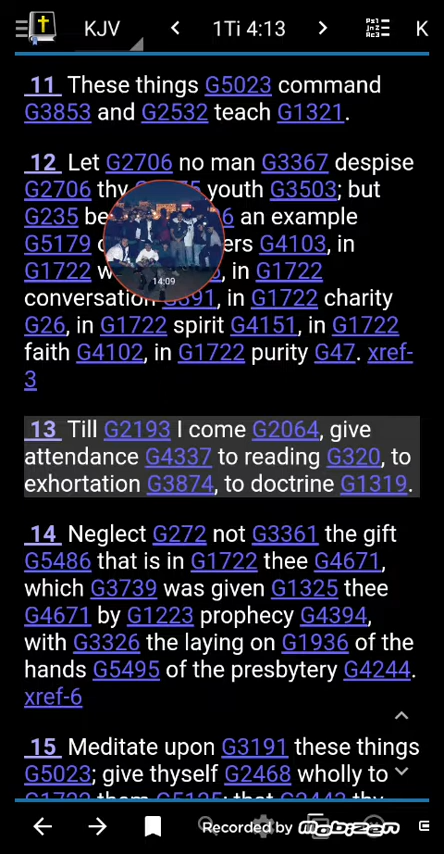 KJV < 1Ti 4:13 > K
11 These things G5023 command
G3853 and G2532 teach G1321.
12 Let G2706 no man G3367 despise
G2706 thy youth G3503; but
G235 be an example
G5179 G4103, in
G1722 in G1722
conversation G391, in G1722 charity
G26, in G1722 spirit G4151, in G1722
faith G4102, in G1722 purity G47. xref-
3
13 Till G2193 I come G2064, give
attendance G4337 to reading G320, to
exhortation G3874, to doctrine G1319.
14 Neglect G272 not G3361 the gift
G5486 that is in G1722 thee G4671,
which G3739 was given G1325 thee
G4671 by G1223 prophecy G4394,
with G3326 the laying on G1936 of the
hands G5495 of the presbytery G4244.
xref-6
15 Meditate upon G3191 these things
G5023; give thyself G2468 wholly to
14:09
Recorded by mobizen